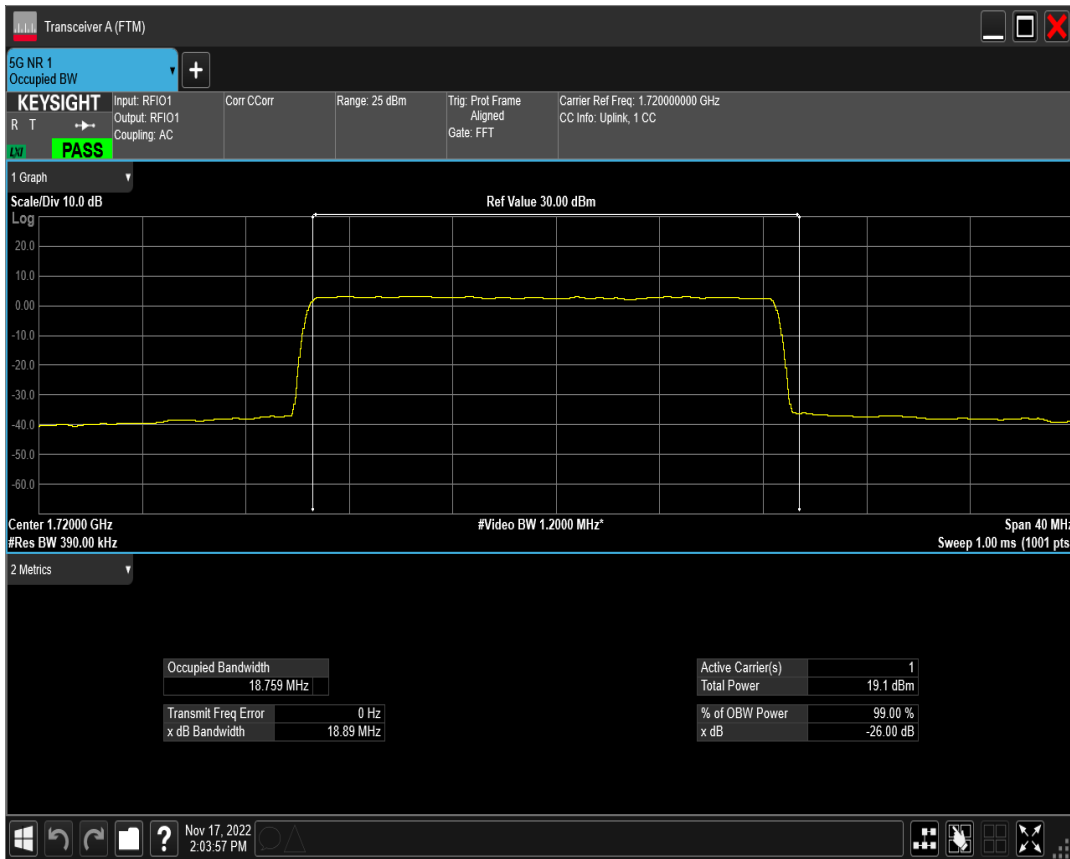 Transceiver A (FTM)
5G NR 1
Occupied BW
+
KEYSIGHT
R T
LXI
PASS
Input: RFIO1
Output: RFIO1
Coupling: AC
Corr CCorr
Range: 25 dBm
Trig: Prot Frame
Aligned
Gate: FFT
Carrier Ref Freq: 1.720000000 GHz
CC Info: Uplink, 1 CC
1 Graph
Scale/Div 10.0 dB
Ref Value 30.00 dBm
Log
20.0
10.0
0.00
-10.0
-20.0
-30.0
-40.0
-50.0
-60.0
Center 1.72000 GHz
#Video BW 1.2000 MHz*
Span 40 MHz
#Res BW 390.00 kHz
Sweep 1.00 ms (1001 pts
2 Metrics
Occupied Bandwidth
18.759 MHz
Transmit Freq Error 0 Hz
x dB Bandwidth 18.89 MHz
Active Carrier(s) 1
Total Power 19.1 dBm
% of OBW Power 99.00 %
x dB -26.00 dB
?
Nov 17, 2022
2:03:57 PM